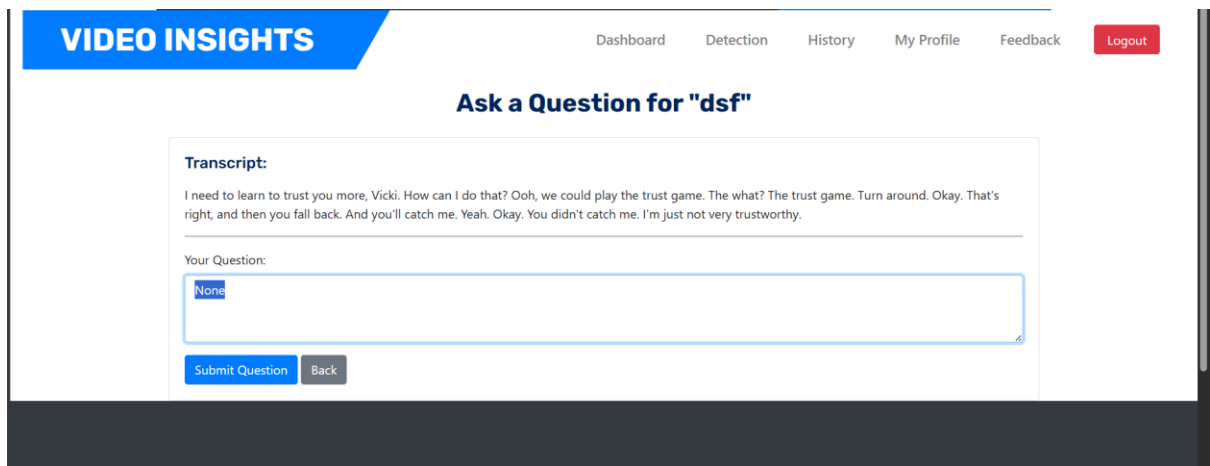 VIDEO INSIGHTS
Dashboard Detection History My Profile Feedback Logout
Ask a Question for "dsf"
Transcript:
I need to learn to trust you more, Vicki. How can I do that? Ooh, we could play the trust game. The what? The trust game. Turn around. Okay. That's
right, and then you fall back. And you'll catch me. Yeah. Okay. You didn't catch me. I'm just not very trustworthy.
Your Question:
None
Submit Question Back